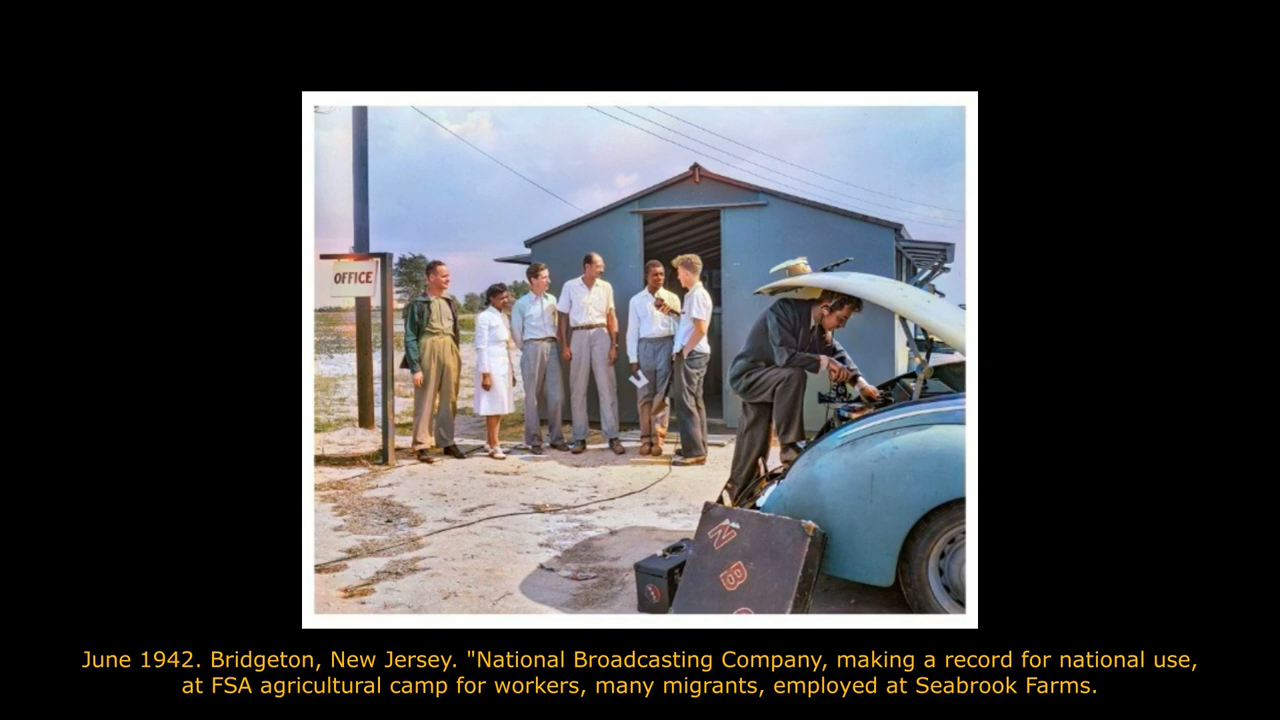 OFFICE
N
B
June 1942. Bridgeton, New Jersey. "National Broadcasting Company, making a record for national use,
at FSA agricultural camp for workers, many migrants, employed at Seabrook Farms.